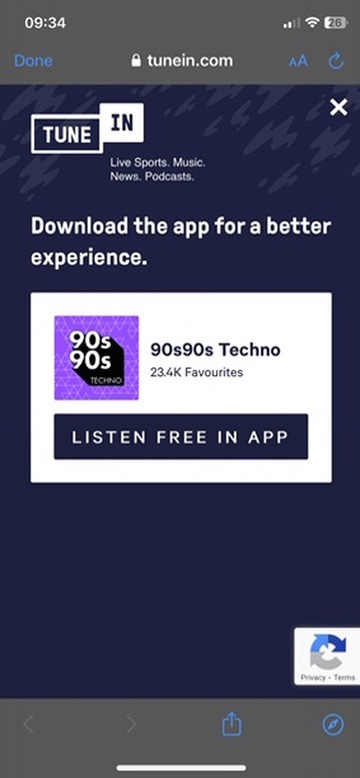 09:34
26
Done
tunein.com
AA
TUNE
IN
Live Sports. Music.
News. Podcasts.
Download the app for a better
experience.
90s
90s
TECHNO
90s90s Techno
23.4K Favourites
LISTEN FREE IN APP
Privacy - Terms